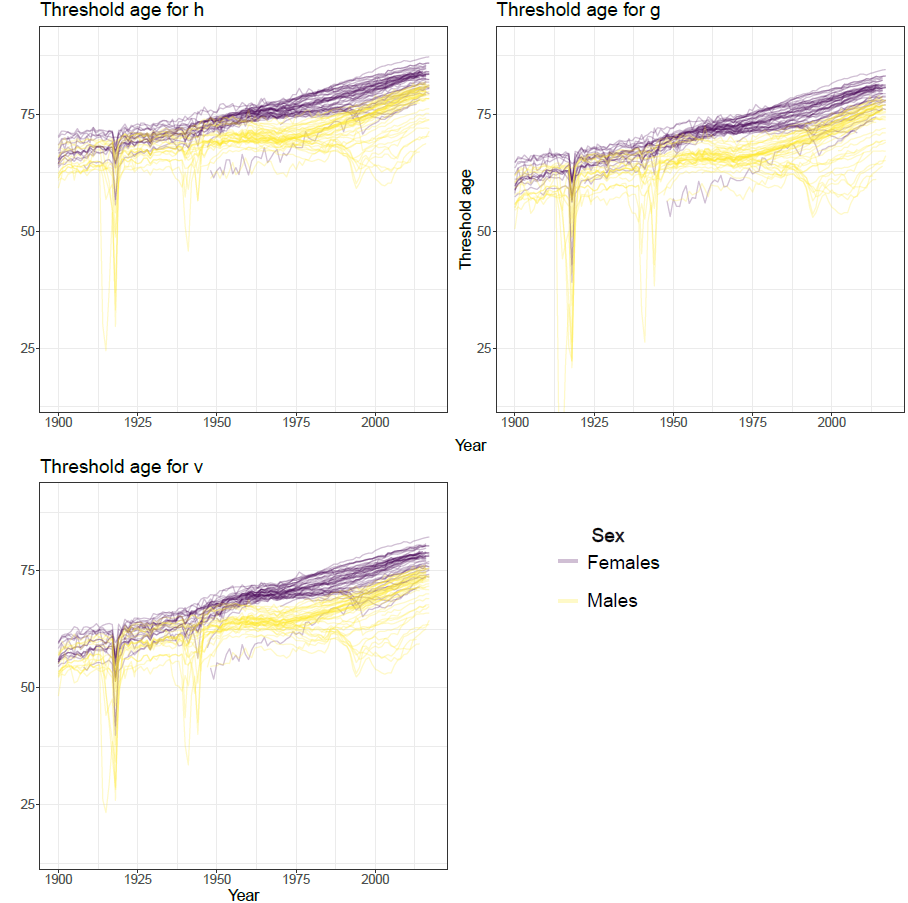 Threshold age for h
75
50
25
1900 1925 1950 1975 2000
Threshold age for g
Threshold age
75
50
25
1900 1925 1950 1975 2000
Year
Threshold age for v
75
50
25
1900 1925 1950 1975 2000
Year
Sex
Females
Males